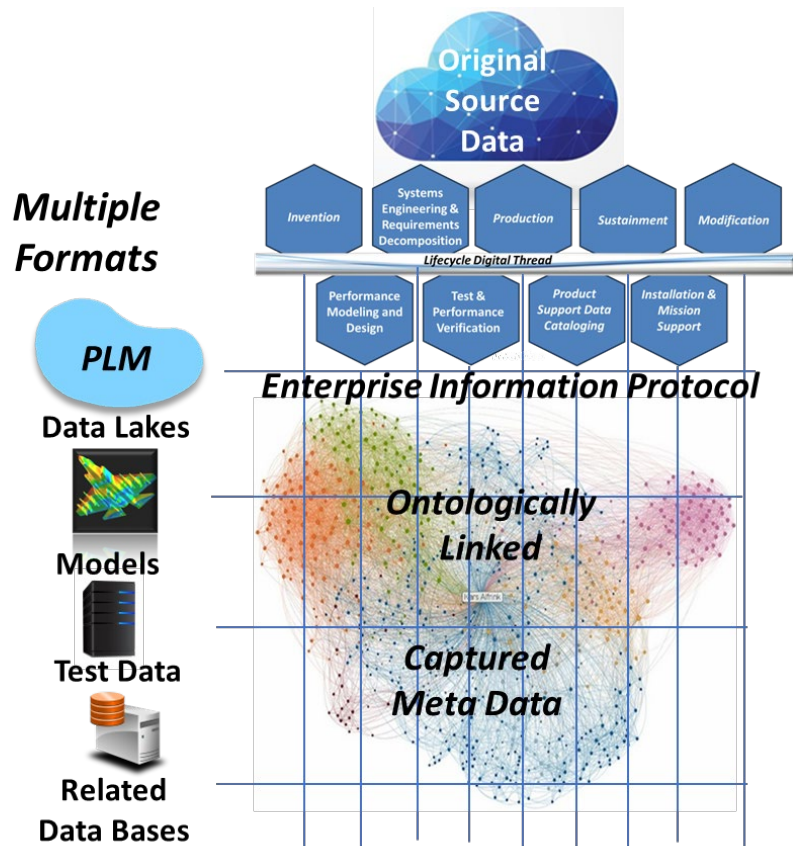 Original
Source
Data
Multiple
Formats
Invention
Systems
Engineering &
Requirements
Decomposition
Production
Sustainment
Modification
Lifecycle Digital Thread
Performance
Modeling and
Design
Test &
Performance
Verification
Product
Support Data
Cataloging
Installation &
Mission
Support
PLM
Enterprise Information Protocol
Data Lakes
Ontologically
Linked
Models
Captured
Meta Data
Test Data
Related
Data Bases